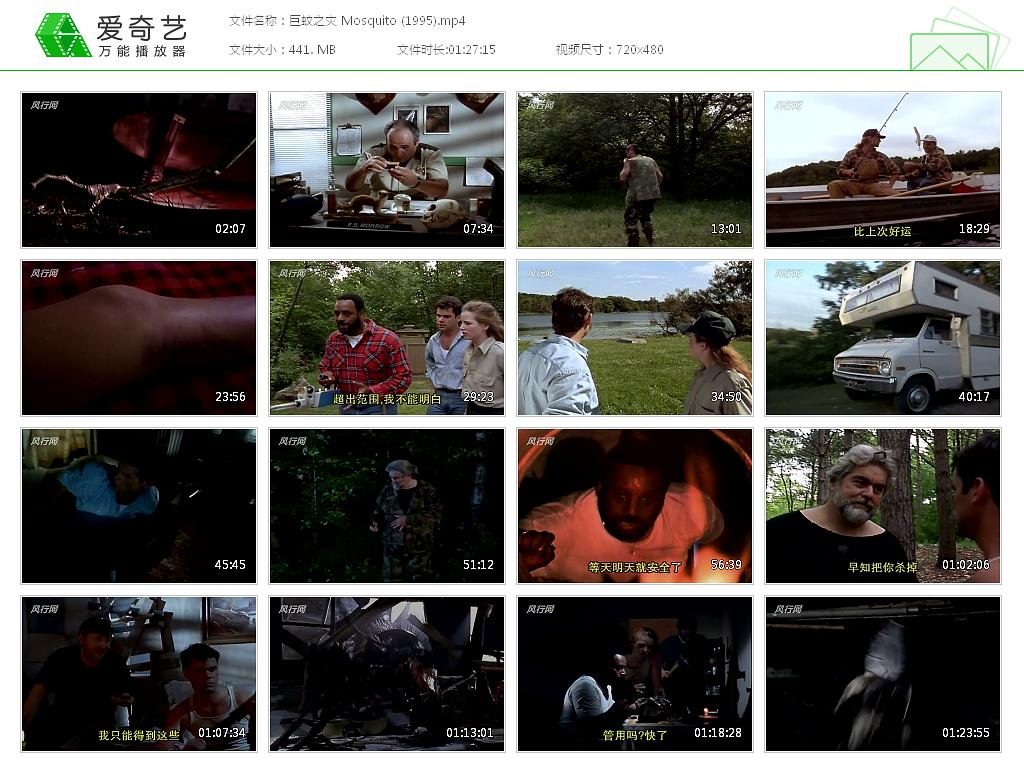 爱奇艺
万能播放器
文件名称：巨蚊之灾 Mosquito (1995).mp4
文件大小：441. MB 文件时长:01:27:15 视频尺寸：720x480
风行网
02:07
风行网
F.B. MORROW
07:34
风行网
13:01
风行网
比上次好运
18:29
风行网
23:56
风行网
超出范围,我不能明白
29:23
风行网
34:50
风行网
40:17
风行网
45:45
风行网
51:12
风行网
等天明天就安全了
56:39
风行网
早知把你杀掉
01:02:06
风行网
我只能得到这些
01:07:34
风行网
01:13:01
风行网
管用吗?快了
01:18:28
风行网
01:23:55